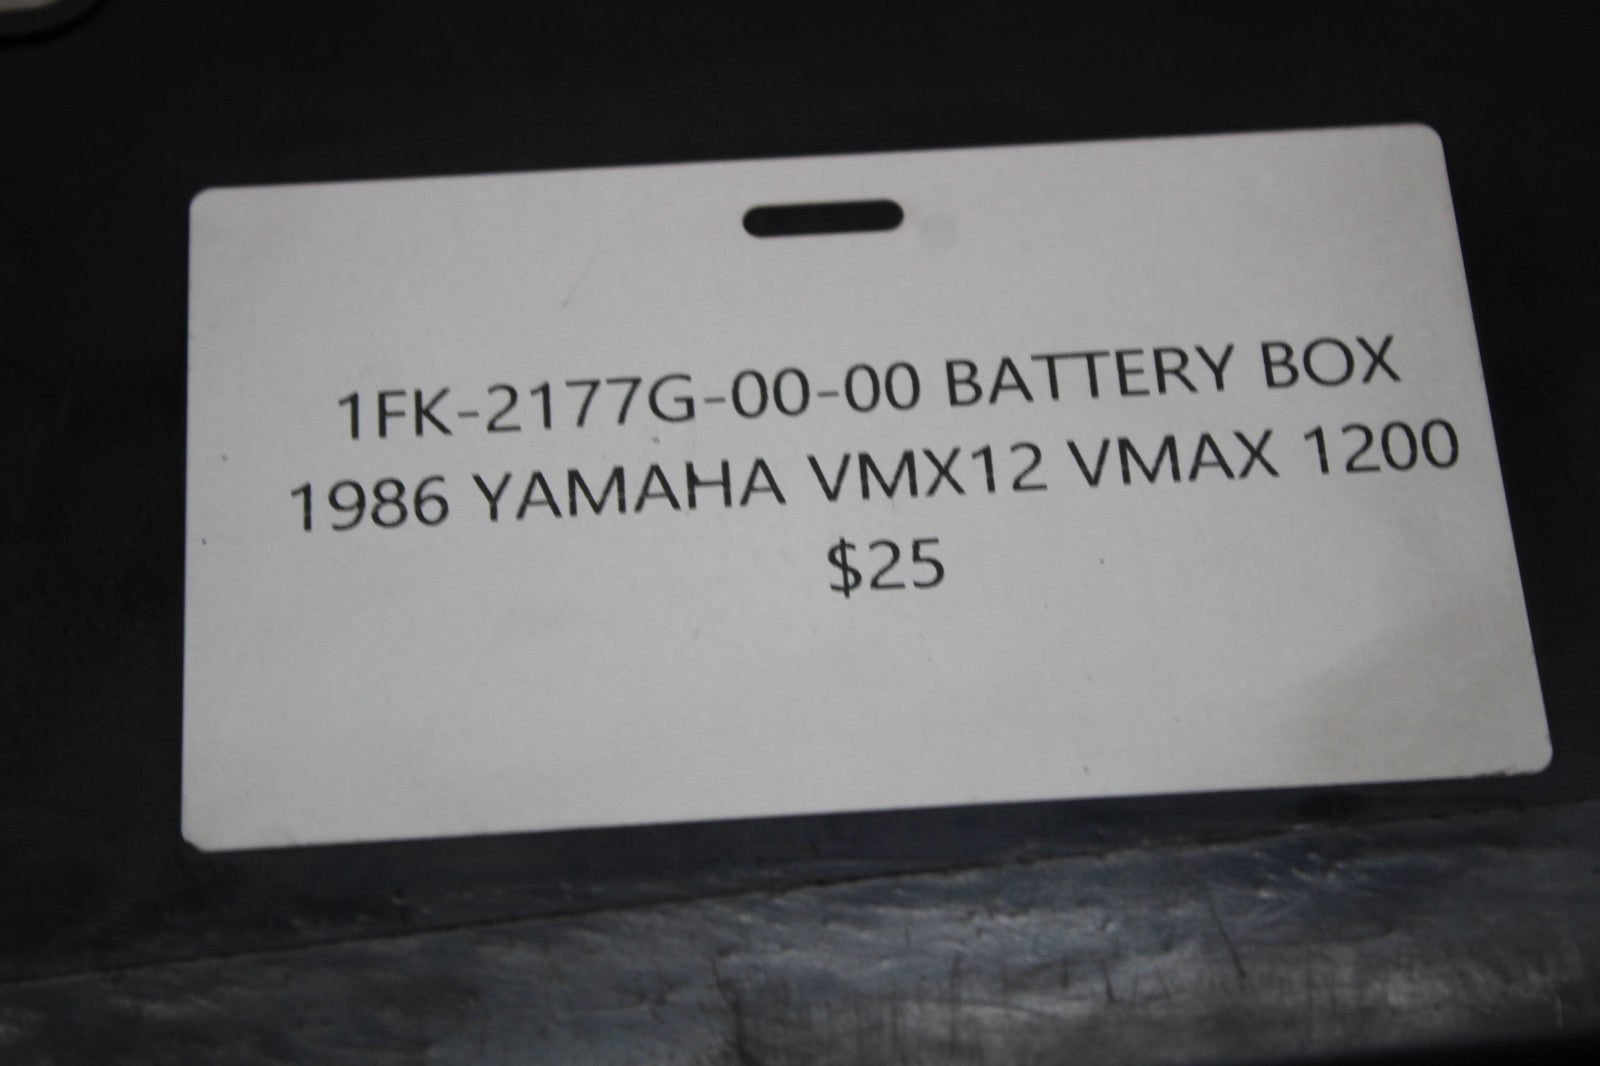 1FK-2177G-00-00 BATTERY BOX
1986 YAMAHA VMX12 VMAX 1200
$25